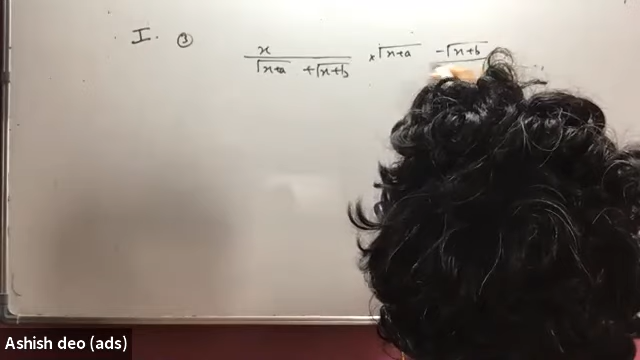 I. ③ x × √x+a - √x+b
√x+a + √x+b
Ashish deo (ads)